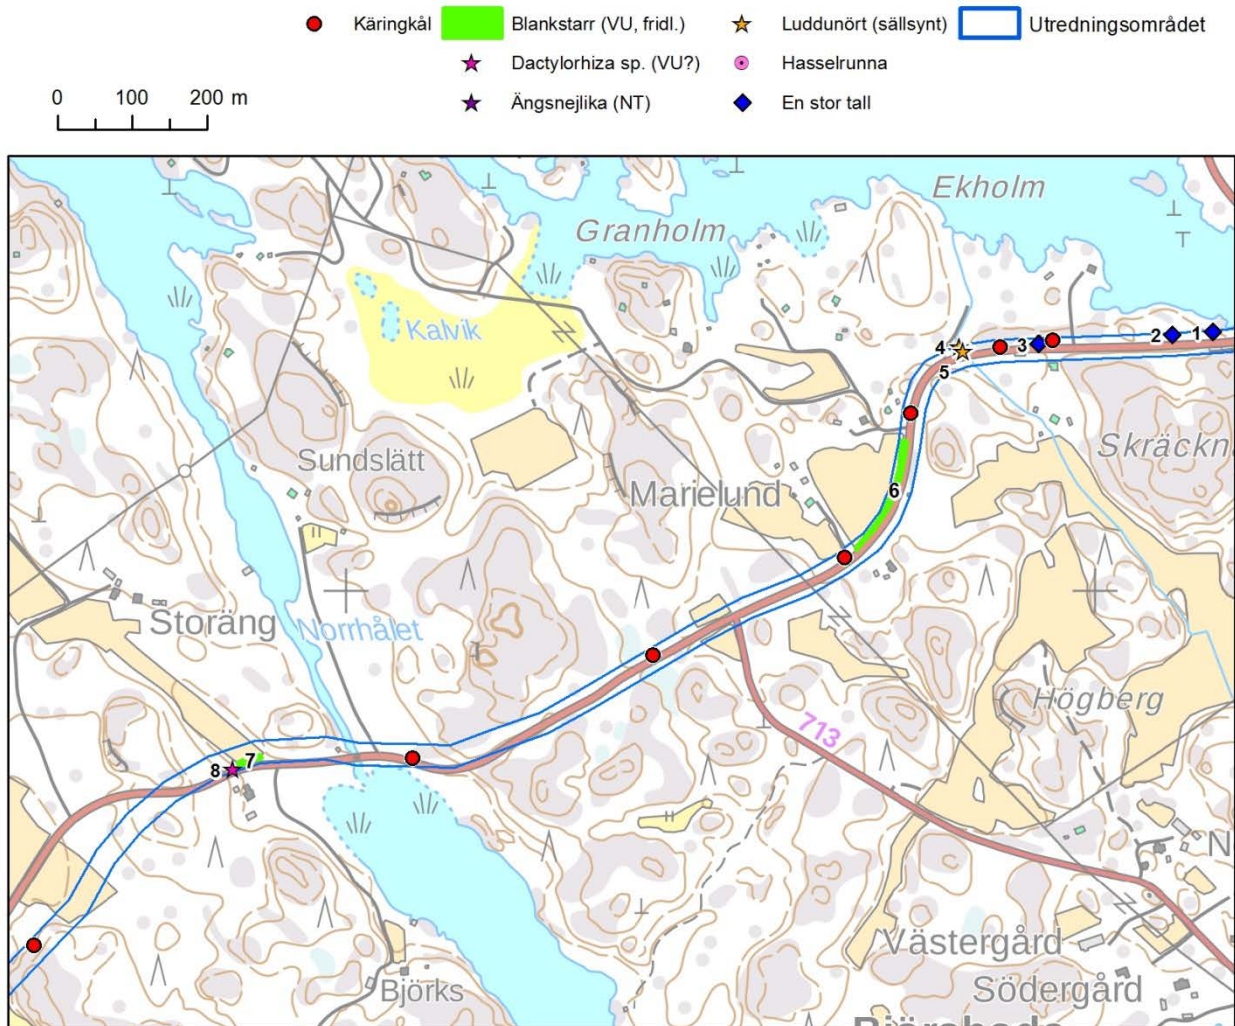 Käringkål Blankstarr (VU, fridl.) Luddunört (sällsynt) Utredningsområdet
Dactylorhiza sp. (VU?) Hasselrunna
Ängsnejlika (NT) En stor tall
0 100 200 m
Ekholm
Granholm
Kalvik
1
2
3
4
5
Skräckn
Sundslätt
Marielund
6
Storäng
Norrhålet
Högberg
713
7
8
N
Västergård
Södergård
Björks